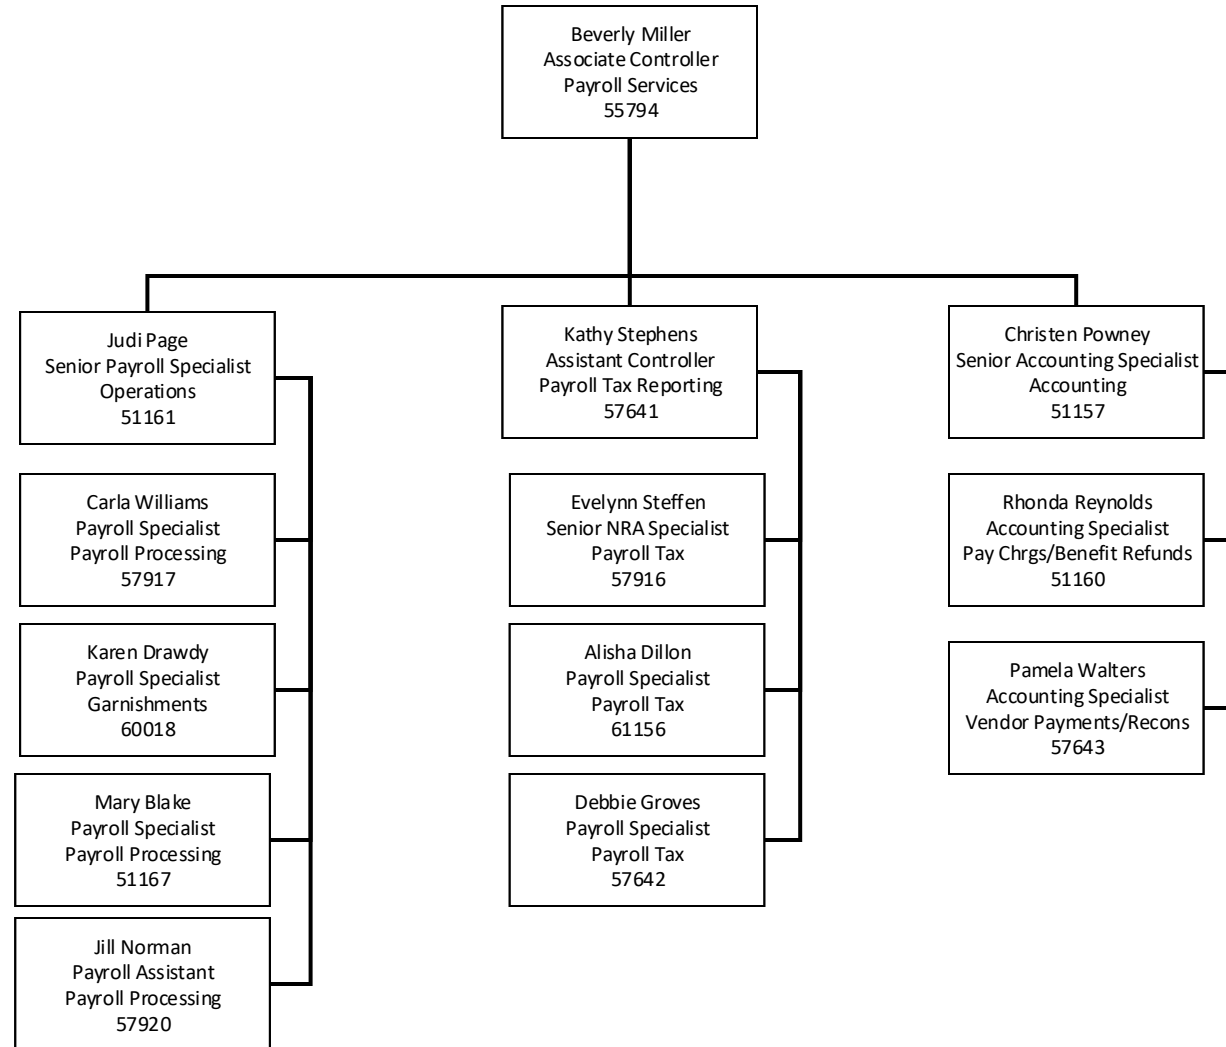 Beverly Miller
Associate Controller
Payroll Services
55794
Judi Page
Senior Payroll Specialist
Operations
51161
Carla Williams
Payroll Specialist
Payroll Processing
57917
Karen Drawdy
Payroll Specialist
Garnishments
60018
Mary Blake
Payroll Specialist
Payroll Processing
51167
Jill Norman
Payroll Assistant
Payroll Processing
57920
Kathy Stephens
Assistant Controller
Payroll Tax Reporting
57641
Evelynn Steffen
Senior NRA Specialist
Payroll Tax
57916
Alisha Dillon
Payroll Specialist
Payroll Tax
61156
Debbie Groves
Payroll Specialist
Payroll Tax
57642
Christen Powney
Senior Accounting Specialist
Accounting
51157
Rhonda Reynolds
Accounting Specialist
Pay Chrgs/Benefit Refunds
51160
Pamela Walters
Accounting Specialist
Vendor Payments/Recons
57643